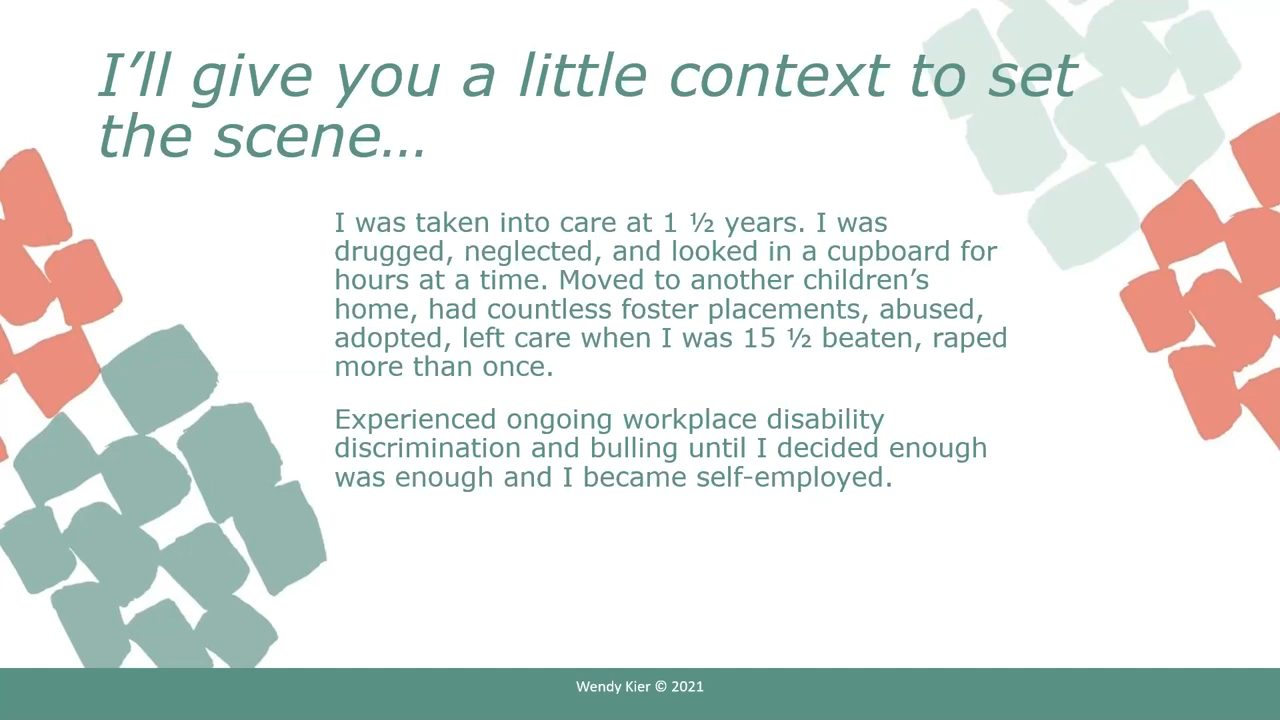 I’ll give you a little context to set
the scene…
I was taken into care at 1 ½ years. I was
drugged, neglected, and looked in a cupboard for
hours at a time. Moved to another children’s
home, had countless foster placements, abused,
adopted, left care when I was 15 ½ beaten, raped
more than once.
Experienced ongoing workplace disability
discrimination and bulling until I decided enough
was enough and I became self-employed.
Wendy Kier © 2021